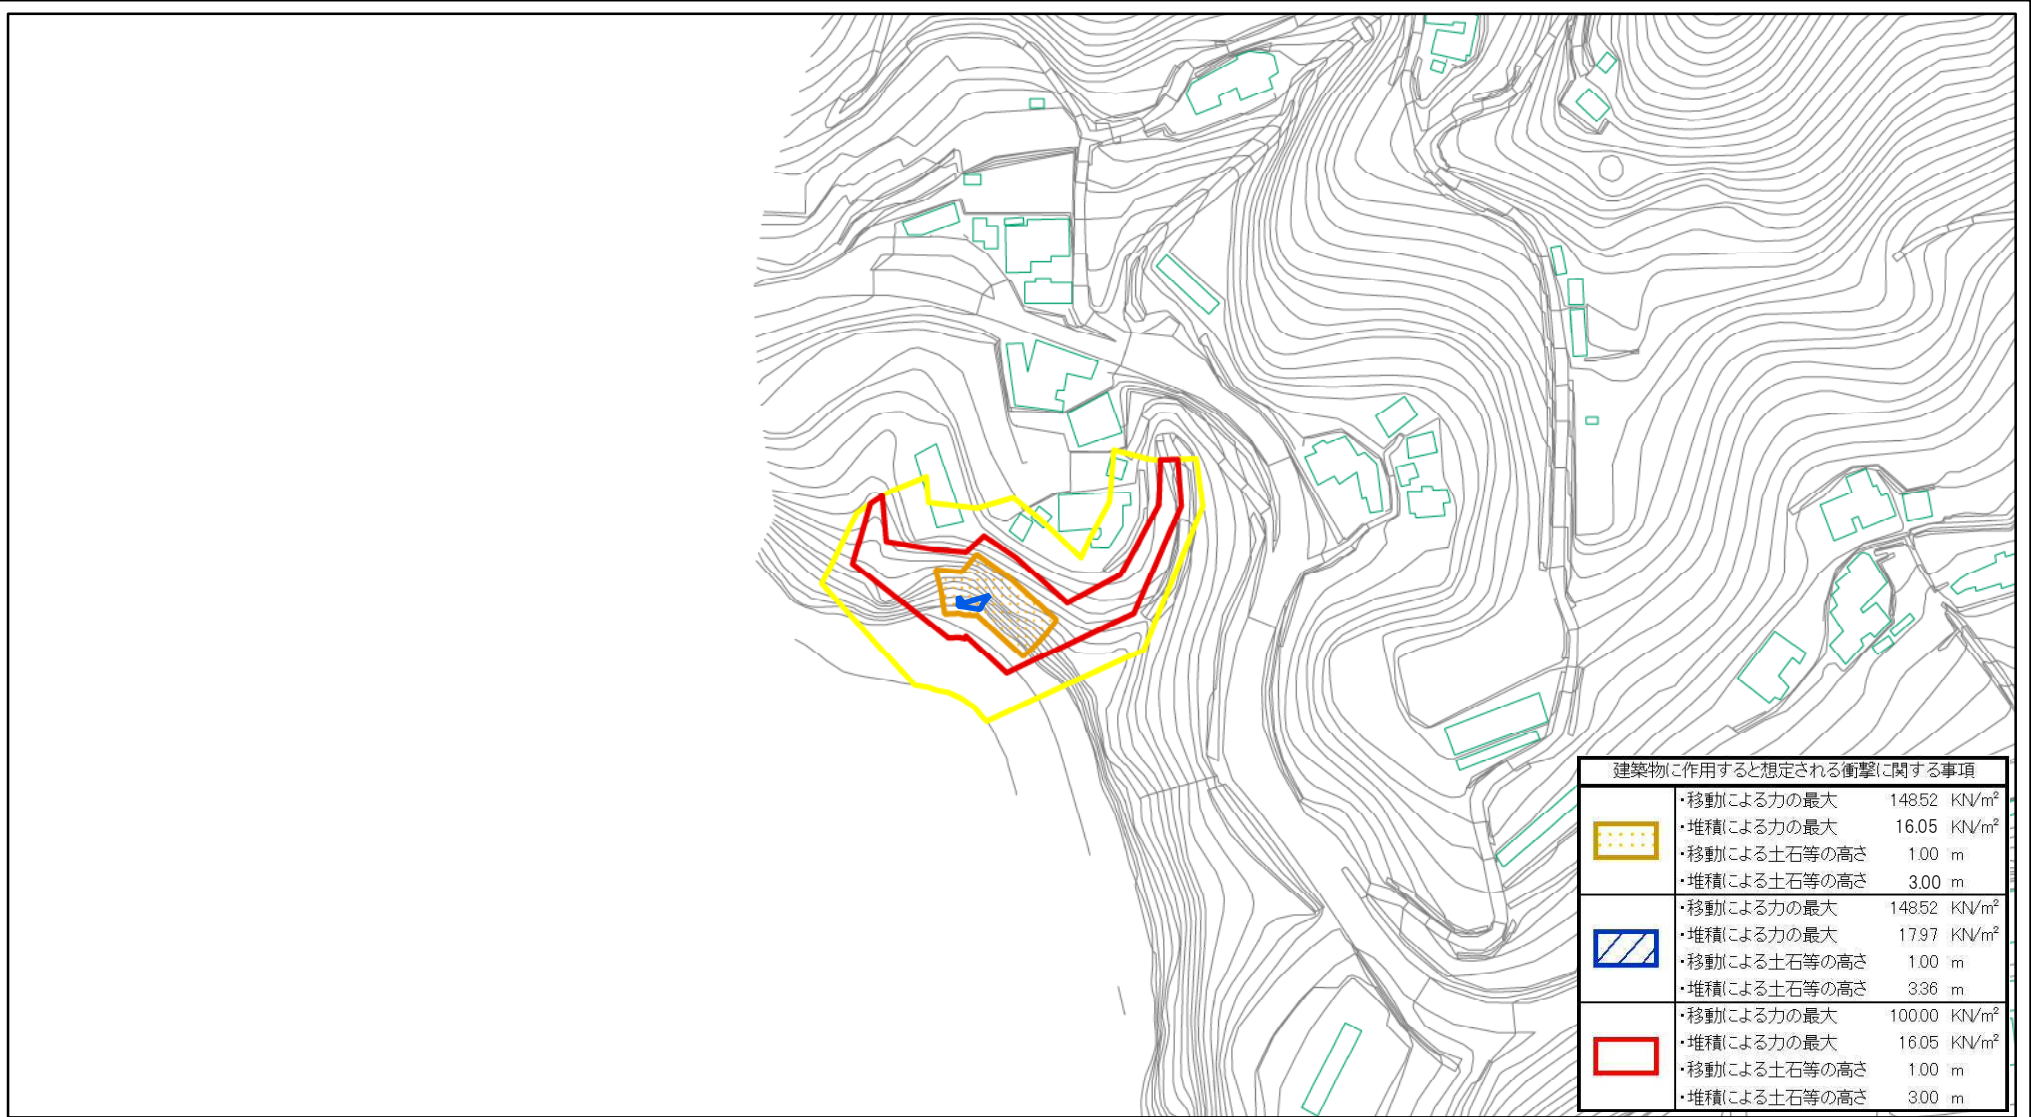 建築物に作用すると想定される衝撃に関する事項
・移動による力の最大 148.52 KN/m²
・堆積による力の最大 16.05 KN/m²
・移動による土石等の高さ 1.00 m
・堆積による土石等の高さ 3.00 m
・移動による力の最大 148.52 KN/m²
・堆積による力の最大 17.97 KN/m²
・移動による土石等の高さ 1.00 m
・堆積による土石等の高さ 3.36 m
・移動による力の最大 100.00 KN/m²
・堆積による力の最大 16.05 KN/m²
・移動による土石等の高さ 1.00 m
・堆積による土石等の高さ 3.00 m